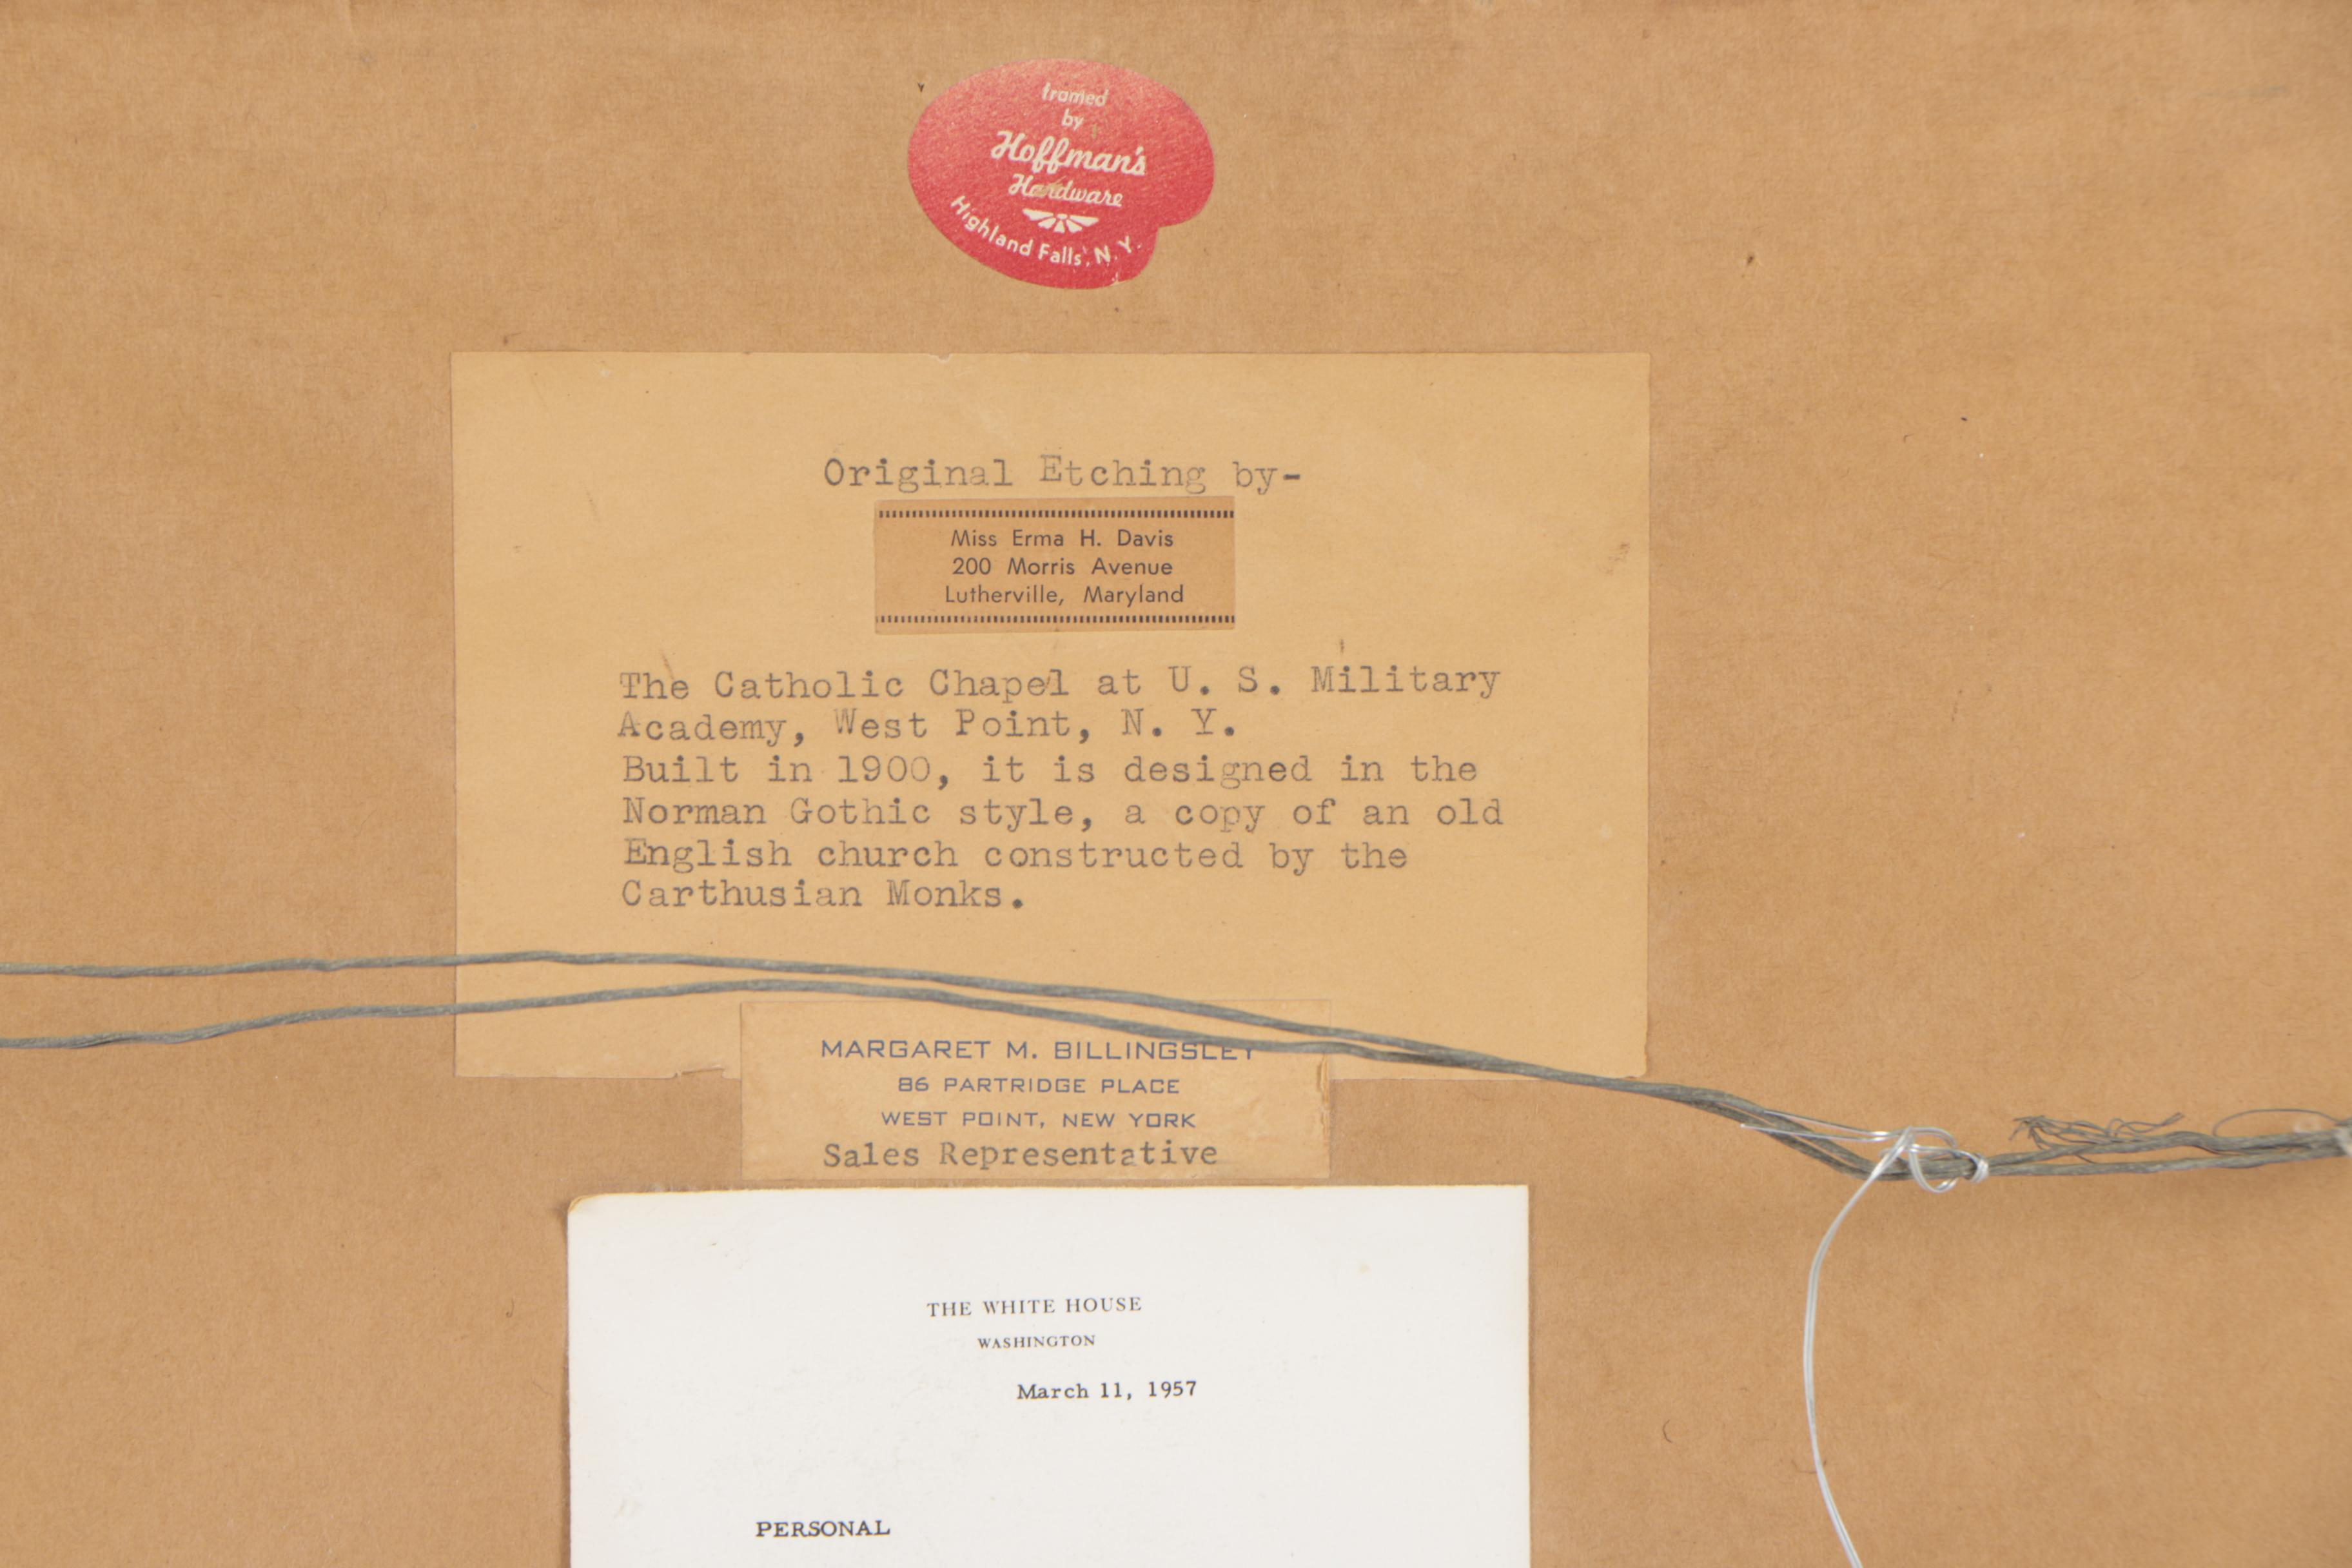 framed
by
Hoffman's
Hardware
Highland Falls, N. Y.
Original Etching by-
Miss Erma H. Davis
200 Morris Avenue
Lutherville, Maryland
The Catholic Chapel at U. S. Military
Academy, West Point, N. Y.
Built in 1900, it is designed in the
Norman Gothic style, a copy of an old
English church constructed by the
Carthusian Monks.
MARGARET M. BILLINGSLEY
86 PARTRIDGE PLACE
WEST POINT, NEW YORK
Sales Representative
THE WHITE HOUSE
WASHINGTON
March 11, 1957
PERSONAL